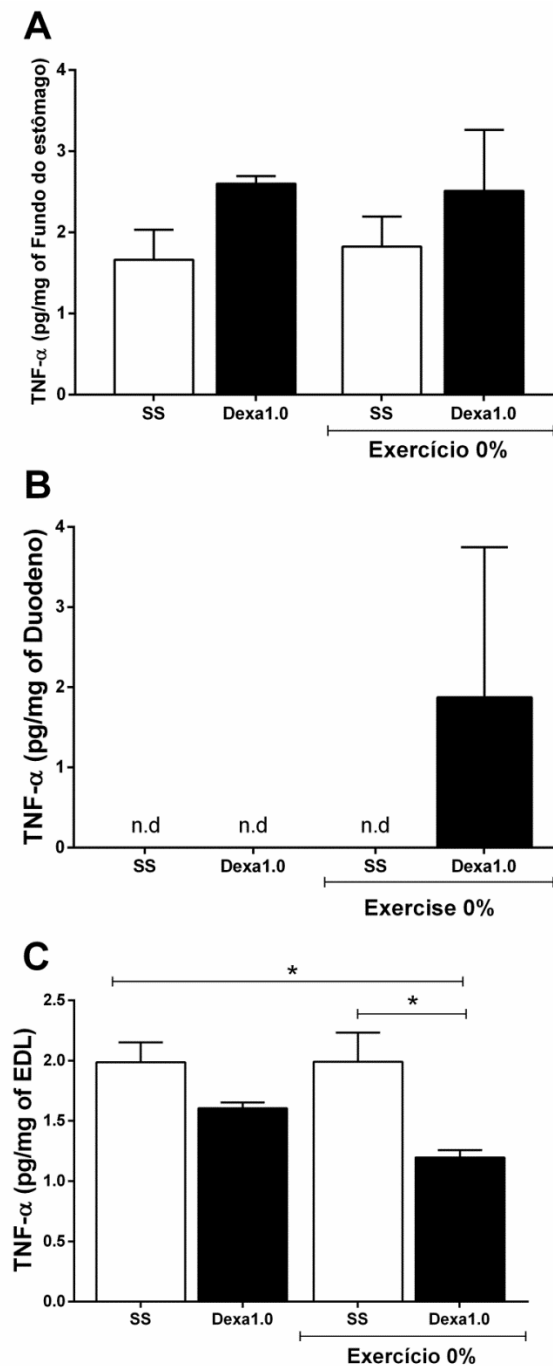 A
TNF-α (pg/mg of Fundo do estômago)
4
3
2
1
0
SS Dexa1.0 SS Dexa1.0
Exercício 0%
B
TNF-α (pg/mg of Duodeno)
4
3
2
1
0
n.d n.d n.d
SS Dexa1.0 SS Dexa1.0
Exercise 0%
C
TNF-α (pg/mg of EDL)
* 
*
2.5
2.0
1.5
1.0
0.5
0.0
SS Dexa1.0 SS Dexa1.0
Exercício 0%